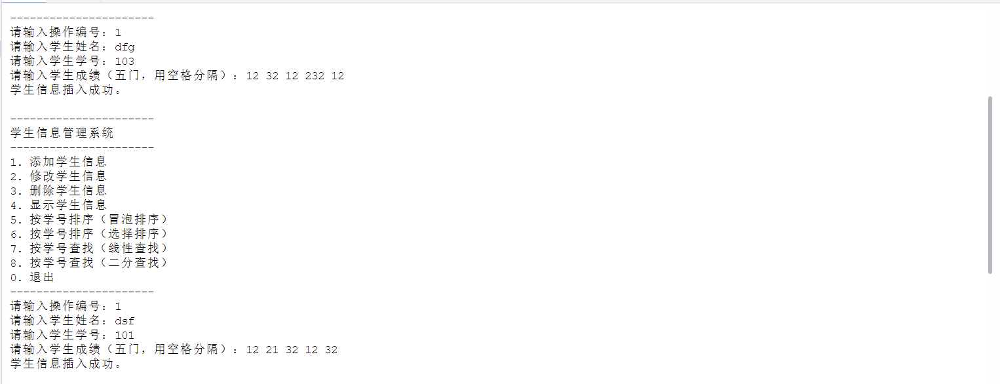 ----------------------
请输入操作编号：1
请输入学生姓名：dfg
请输入学生学号：103
请输入学生成绩（五门，用空格分隔）：12 32 12 232 12
学生信息插入成功。
----------------------
学生信息管理系统
----------------------
1. 添加学生信息
2. 修改学生信息
3. 删除学生信息
4. 显示学生信息
5. 按学号排序（冒泡排序）
6. 按学号排序（选择排序）
7. 按学号查找（线性查找）
8. 按学号查找（二分查找）
0. 退出
----------------------
请输入操作编号：1
请输入学生姓名：dsf
请输入学生学号：101
请输入学生成绩（五门，用空格分隔）：12 21 32 12 32
学生信息插入成功。